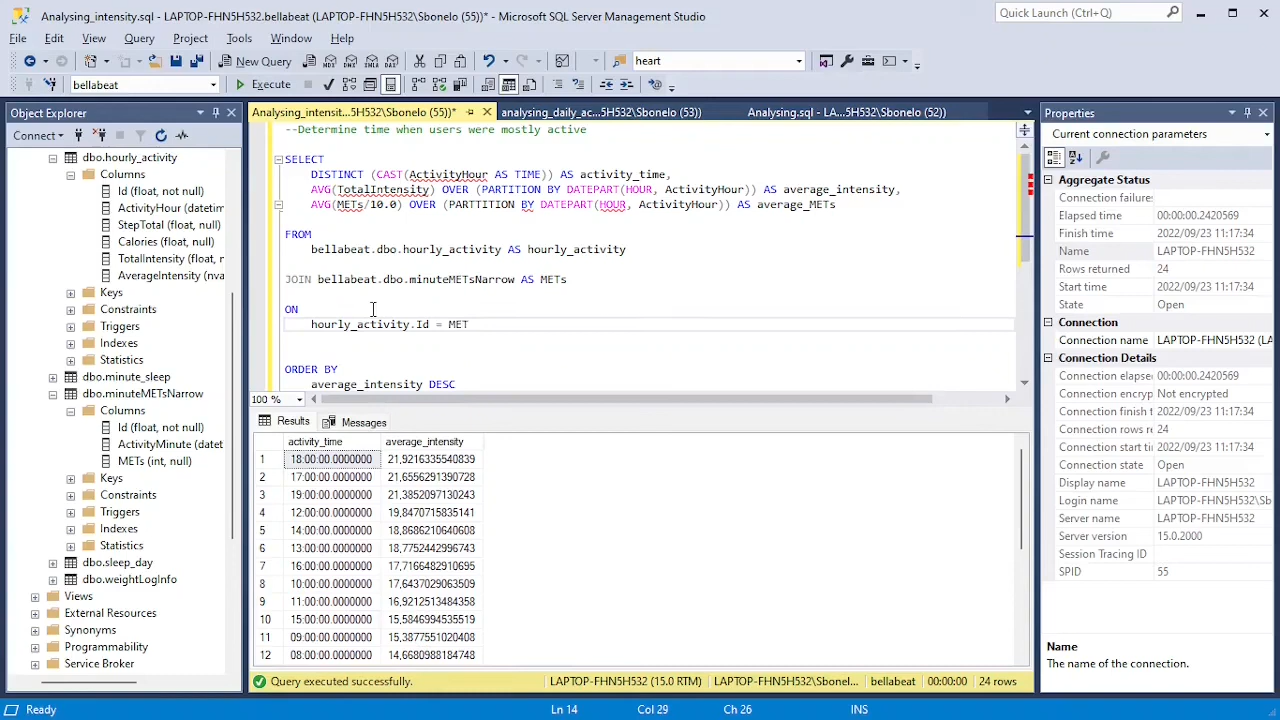 Analysing_intensity.sql - LAPTOP-FHN5H532.bellabeat (LAPTOP-FHN5H532\Sbonelo (55))* - Microsoft SQL Server Management Studio
Quick Launch (Ctrl+Q)
File Edit View Query Project Tools Window Help
New Query
heart
bellabeat
Execute
Object Explorer
Connect
dbo.hourly_activity
Columns
Id (float, not null)
ActivityHour (datetim
StepTotal (float, null)
Calories (float, null)
TotalIntensity (float,
AverageIntensity (nva
Keys
Constraints
Triggers
Indexes
Statistics
dbo.minute_sleep
dbo.minuteMETsNarrow
Columns
Id (float, not null)
ActivityMinute (datet
METs (int, null)
Keys
Constraints
Triggers
Indexes
Statistics
dbo.sleep_day
dbo.weightLogInfo
Views
External Resources
Synonyms
Programmability
Service Broker
Analysing_intensit...5H532\Sbonelo (55))*
analysing_daily_ac...5H532\Sbonelo (53))
Analysing.sql - LA...5H532\Sbonelo (52))
--Determine time when users were mostly active
SELECT
DISTINCT (CAST(ActivityHour AS TIME)) AS activity_time,
AVG(TotalIntensity) OVER (PARTITION BY DATEPART(HOUR, ActivityHour)) AS average_intensity,
AVG(METs/10.0) OVER (PARTITION BY DATEPART(HOUR, ActivityHour)) AS average_METs
FROM
bellabeat.dbo.hourly_activity AS hourly_activity
JOIN bellabeat.dbo.minuteMETsNarrow AS METs
ON
hourly_activity.Id = MET
ORDER BY
average_intensity DESC
100 %
Results
Messages
activity_time average_intensity
1 18:00:00.0000000 21,9216335540839
2 17:00:00.0000000 21,6556291390728
3 19:00:00.0000000 21,3852097130243
4 12:00:00.0000000 19,8470715835141
5 14:00:00.0000000 18,8686210640608
6 13:00:00.0000000 18,7752442996743
7 16:00:00.0000000
8 10:00:00.0000000 17,6437029063509
9 11:00:00.0000000 16,9212513484358
10 15:00:00.0000000 15,5846994535519
11 09:00:00.0000000 15,3877551020408
12 08:00:00.0000000 14,6680988184748
Query executed successfully.
LAPTOP-FHN5H532 (15.0 RTM)
LAPTOP-FHN5H532\Sbonel...
bellabeat
00:00:00
24 rows
Properties
Current connection parameters
Aggregate Status
Connection failures
Elapsed time 00:00:00.2420569
Finish time 2022/09/23 11:17:34
Name LAPTOP-FHN5H532
Rows returned 24
Start time 2022/09/23 11:17:34
State Open
Connection
Connection name LAPTOP-FHN5H532 (LA
Connection Details
Connection elapse 00:00:00.2420569
Connection encryp Not encrypted
Connection finish t 2022/09/23 11:17:34
Connection rows re 24
Connection start ti 2022/09/23 11:17:34
Connection state Open
Display name LAPTOP-FHN5H532
Login name LAPTOP-FHN5H532\Sb
Server name LAPTOP-FHN5H532
Server version 15.0.2000
Session Tracing ID
SPID 55
Name
The name of the connection.
Ready
Ln 14
Col 29
Ch 26
INS